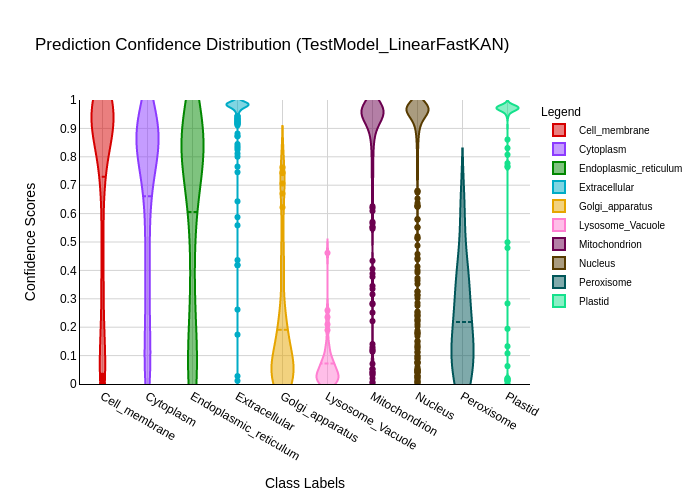 Prediction Confidence Distribution (TestModel_LinearFastKAN)
Confidence Scores
1
0.9
0.8
0.7
0.6
0.5
0.4
0.3
0.2
0.1
0
Cell_membrane
Cytoplasm
Endoplasmic_reticulum
Extracellular
Golgi_apparatus
Lysosome_Vacuole
Mitochondrion
Nucleus
Peroxisome
Plastid
Class Labels
Legend
Cell_membrane
Cytoplasm
Endoplasmic_reticulum
Extracellular
Golgi_apparatus
Lysosome_Vacuole
Mitochondrion
Nucleus
Peroxisome
Plastid